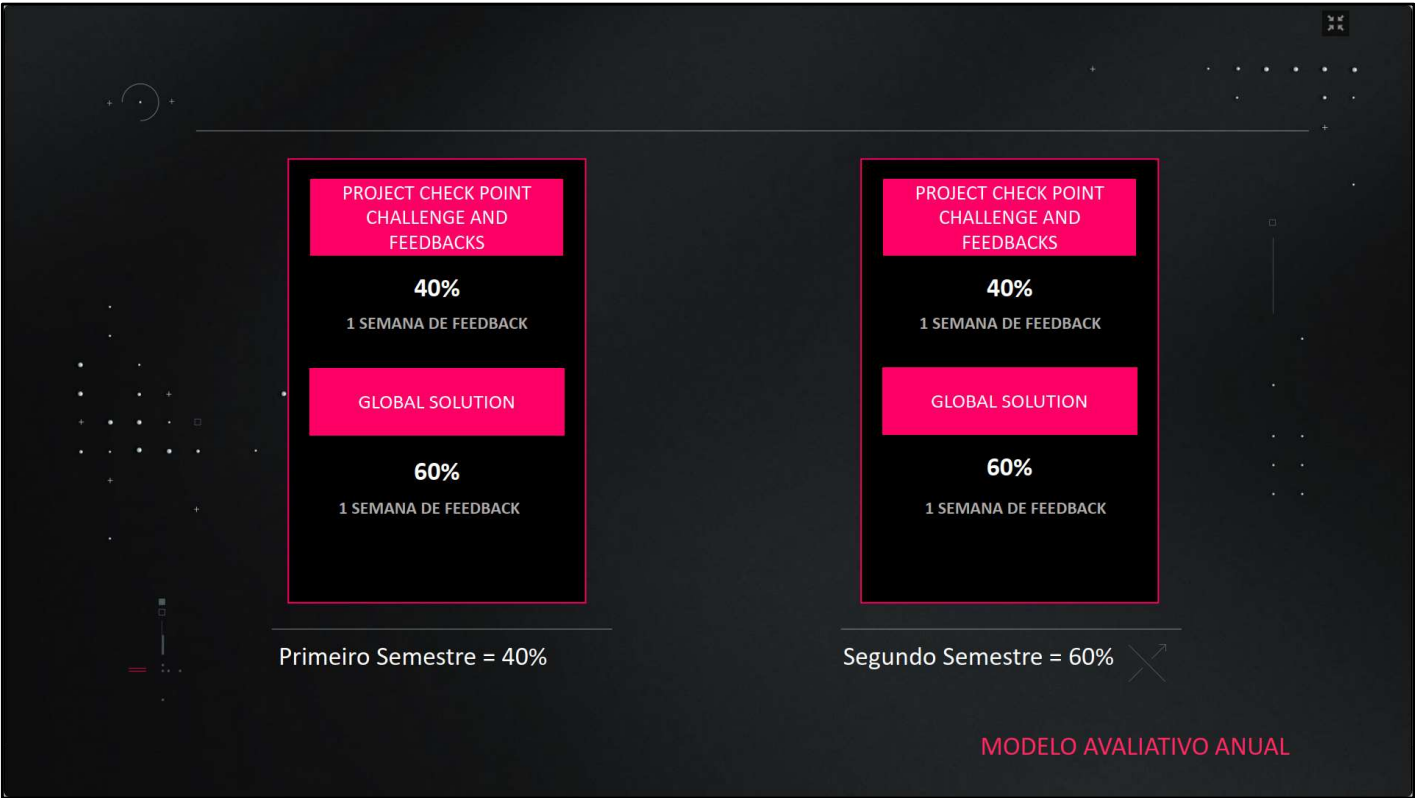 PROJECT CHECK POINT
CHALLENGE AND
FEEDBACKS
40%
1 SEMANA DE FEEDBACK
GLOBAL SOLUTION
60%
1 SEMANA DE FEEDBACK
Primeiro Semestre = 40%
PROJECT CHECK POINT
CHALLENGE AND
FEEDBACKS
40%
1 SEMANA DE FEEDBACK
GLOBAL SOLUTION
60%
1 SEMANA DE FEEDBACK
Segundo Semestre = 60%
MODELO AVALIATIVO ANUAL